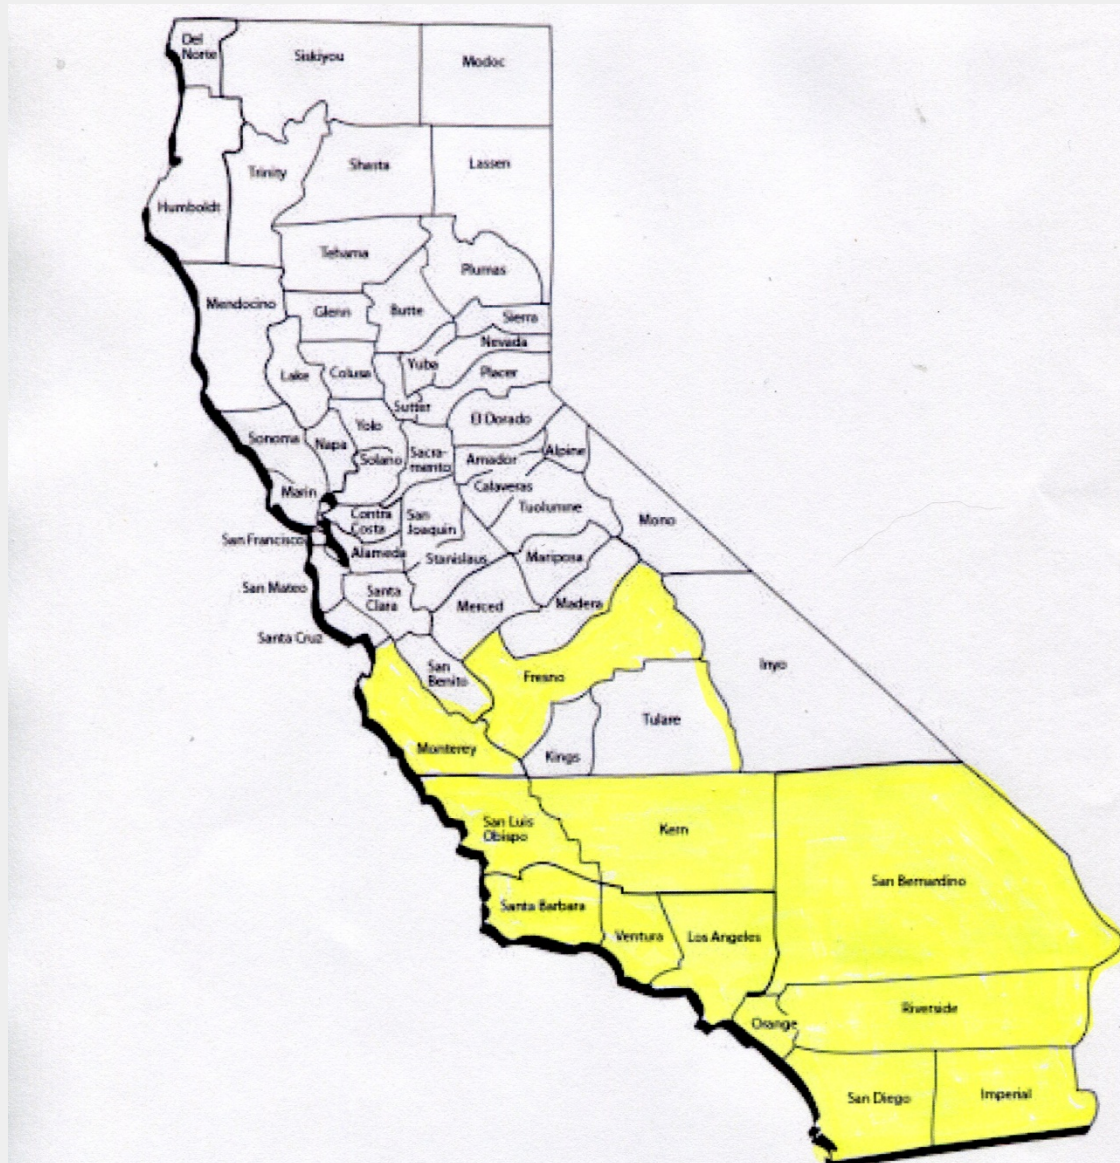 Del
Norte
Siskiyou
Modoc
Trinity
Shasta
Lassen
Humboldt
Tehama
Plumas
Mendocino
Glenn
Butte
Sierra
Nevada
Lake
Colusa
Yuba
Placer
Sutter
El Dorado
Sonoma
Napa
Yolo
Solano
Sacra-
mento
Amador
Alpine
Calaveras
Marin
Contra
Costa
San
Joaquin
Tuolumne
Mono
San Francisco
Alameda
Stanislaus
Mariposa
San Mateo
Santa
Clara
Merced
Madera
Santa Cruz
San
Benito
Fresno
Inyo
Tulare
Monterey
Kings
San Luis
Obispo
Kern
San Bernardino
Santa Barbara
Ventura
Los Angeles
Orange
Riverside
San Diego
Imperial